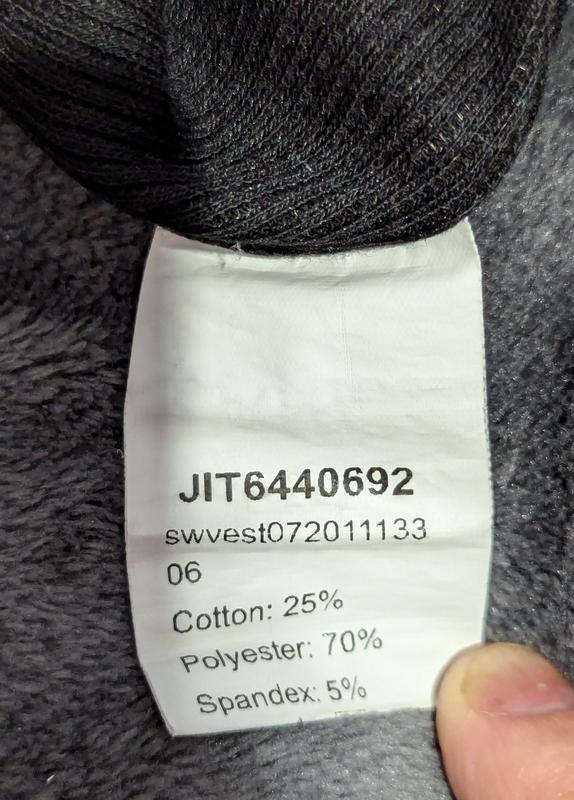 JIT6440692
swvest072011133
06
Cotton: 25%
Polyester: 70%
Spandex: 5%